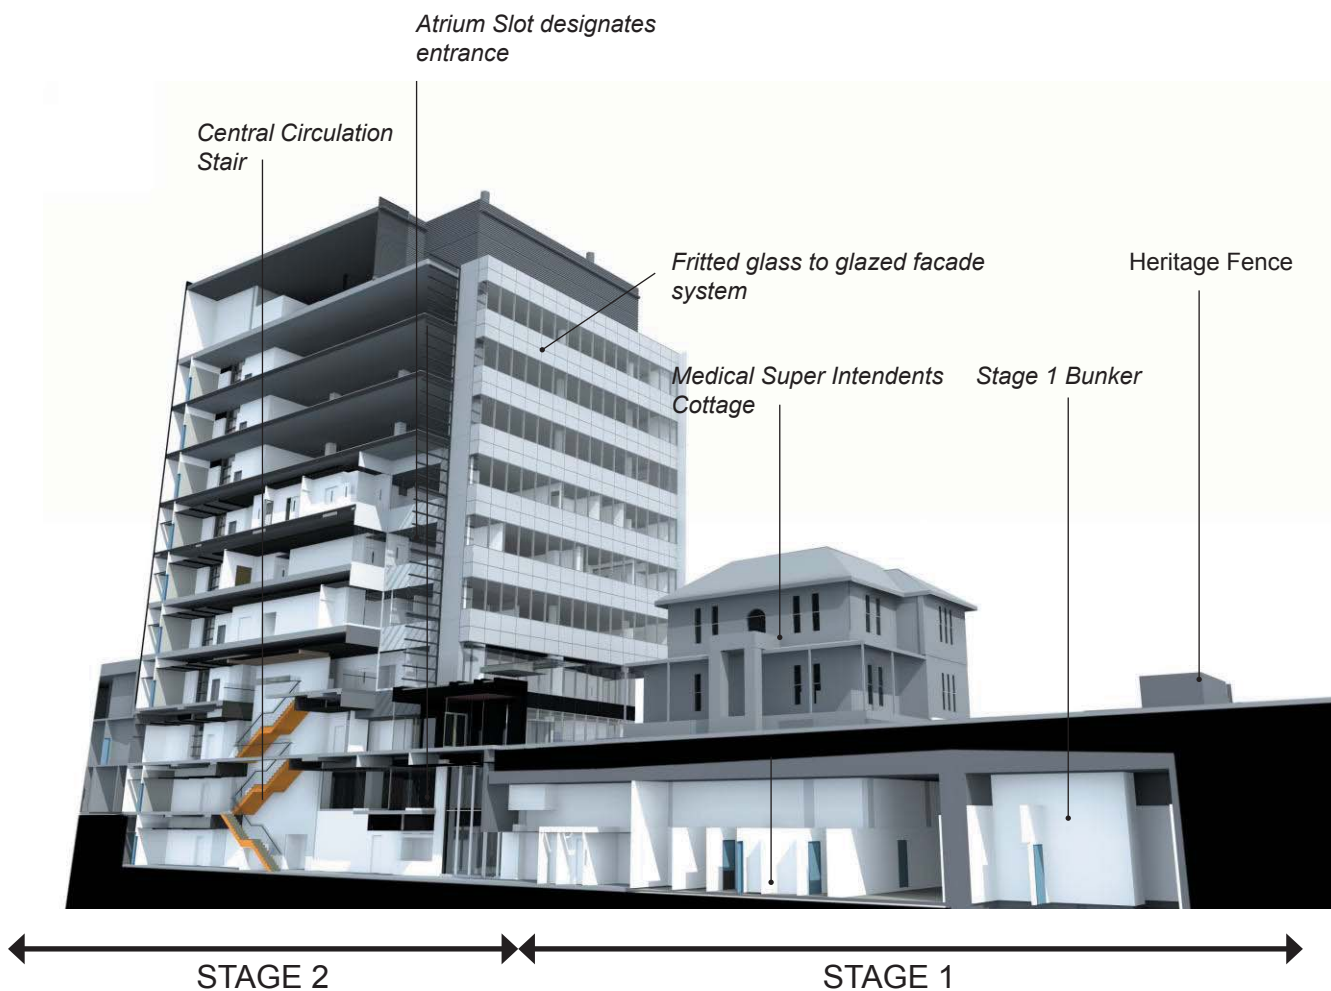 Atrium Slot designates
entrance
Central Circulation
Stair
Fritted glass to glazed facade
system
Heritage Fence
Medical Super Intendents
Cottage
Stage 1 Bunker
STAGE 2
STAGE 1